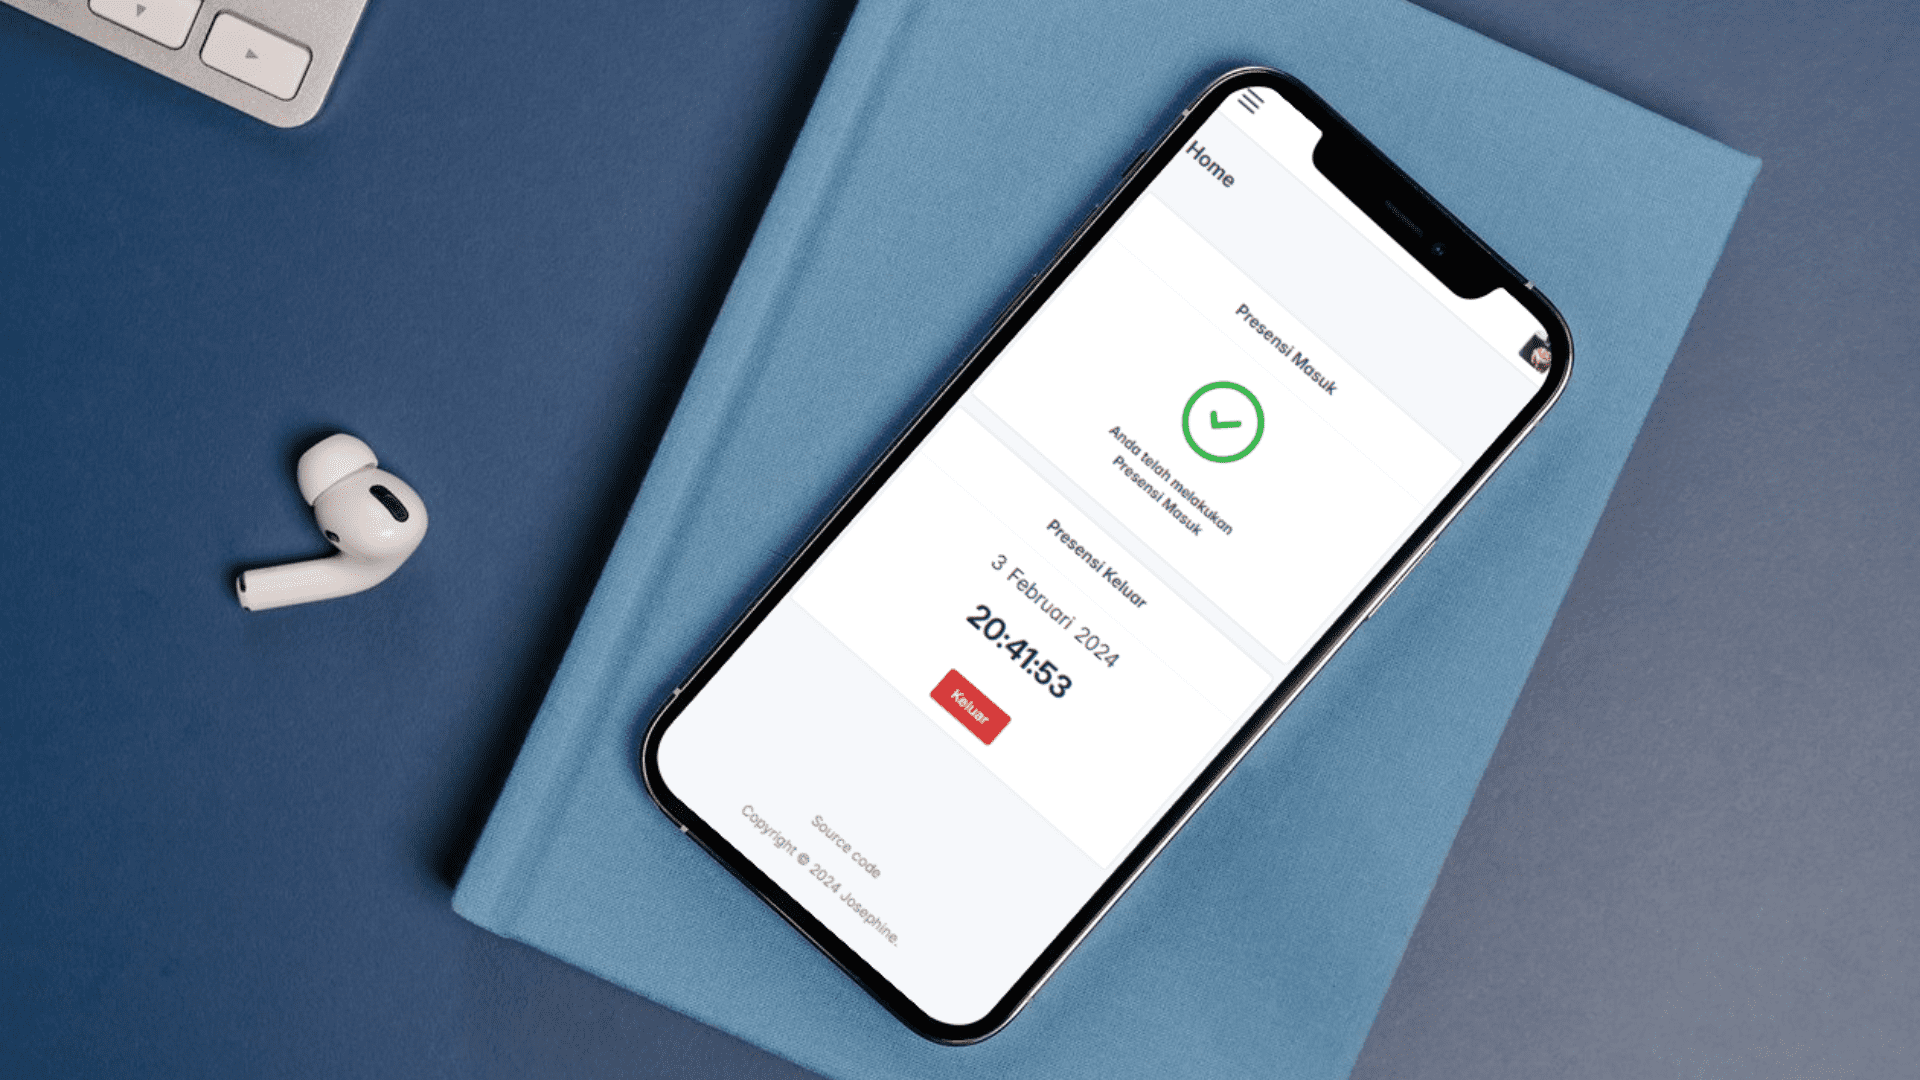 Home
Presensi Masuk
Anda telah melakukan
Presensi Masuk
Presensi Keluar
3 Februari 2024
20:41:53
Keluar
Source code
Copyright © 2024 Josephine.